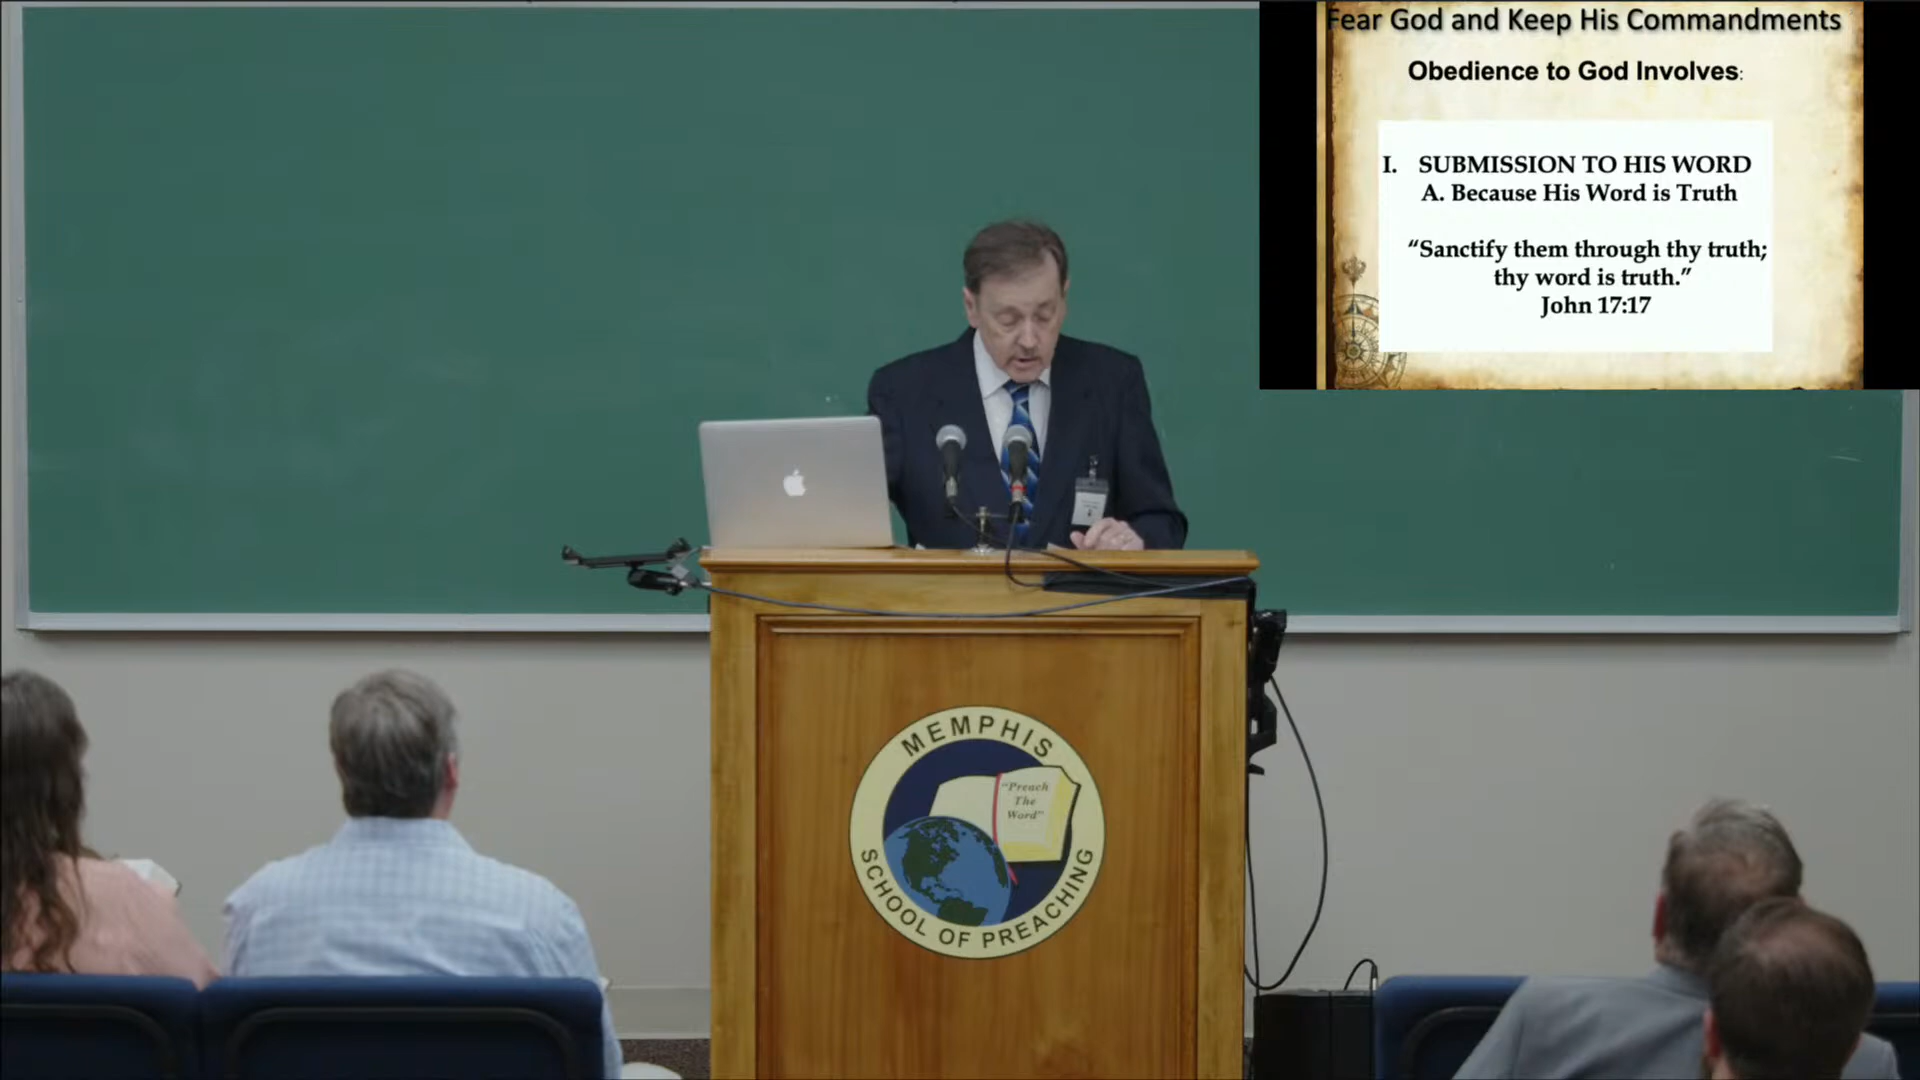 Fear God and Keep His Commandments
Obedience to God Involves:
I. SUBMISSION TO HIS WORD
A. Because His Word is Truth
“Sanctify them through thy truth;
thy word is truth.”
John 17:17
MEMPHIS
“Preach
The
Word”
SCHOOL OF PREACHING